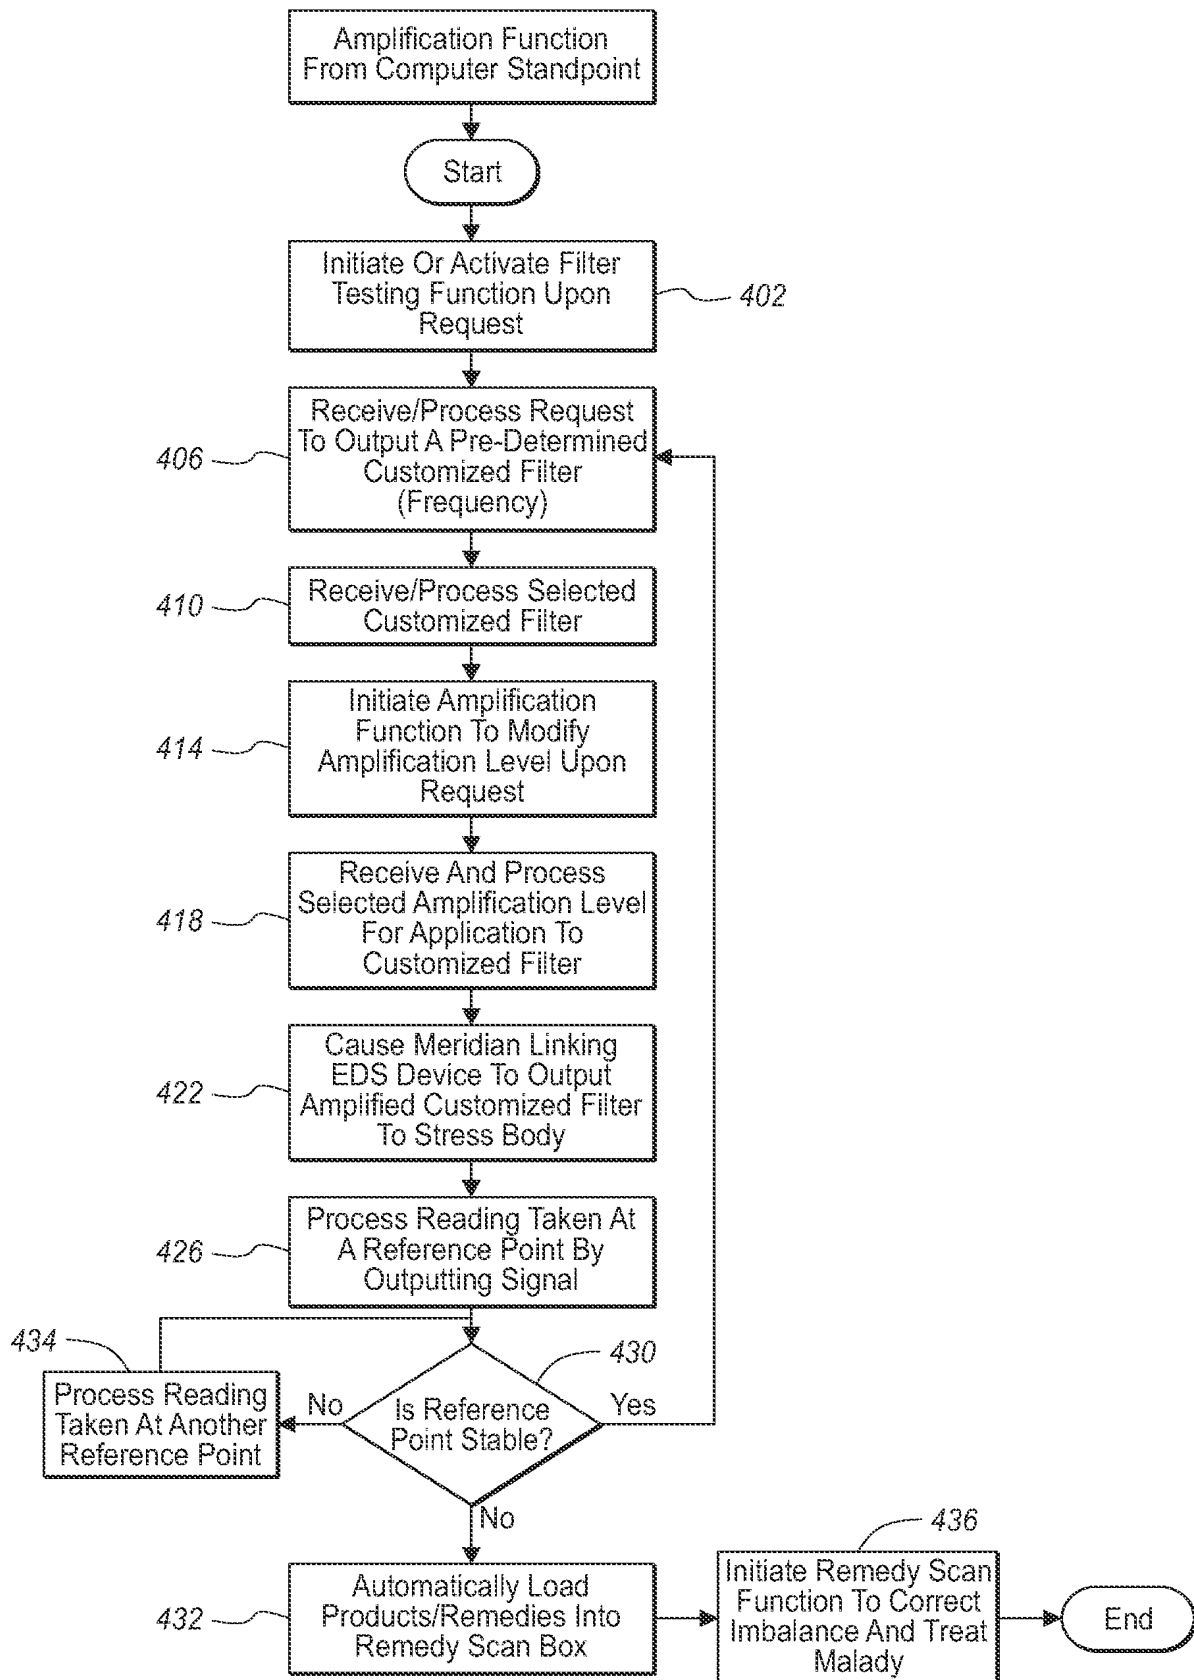 Amplification Function
From Computer Standpoint
Start
Initiate Or Activate Filter
Testing Function Upon
Request
402
Receive/Process Request
To Output A Pre-Determined
Customized Filter
(Frequency)
406
Receive/Process Selected
Customized Filter
410
Initiate Amplification
Function To Modify
Amplification Level Upon
Request
414
Receive And Process
Selected Amplification Level
For Application To
Customized Filter
418
Cause Meridian Linking
EDS Device To Output
Amplified Customized Filter
To Stress Body
422
Process Reading Taken At
A Reference Point By
Outputting Signal
426
434
Process Reading
Taken At Another
Reference Point
No
Is Reference
Point Stable?
430
Yes
No
Automatically Load
Products/Remedies Into
Remedy Scan Box
432
436
Initiate Remedy Scan
Function To Correct
Imbalance And Treat
Malady
End